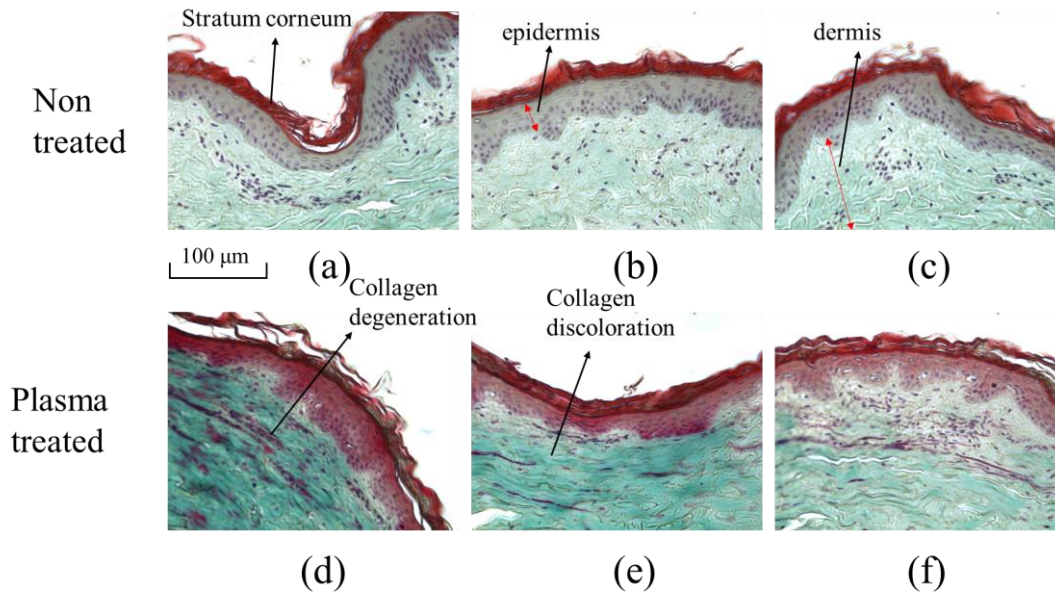 Stratum corneum
epidermis
dermis
Non
treated
(a)
(b)
(c)
100 μm
Collagen
degeneration
Collagen
discoloration
Plasma
treated
(d)
(e)
(f)